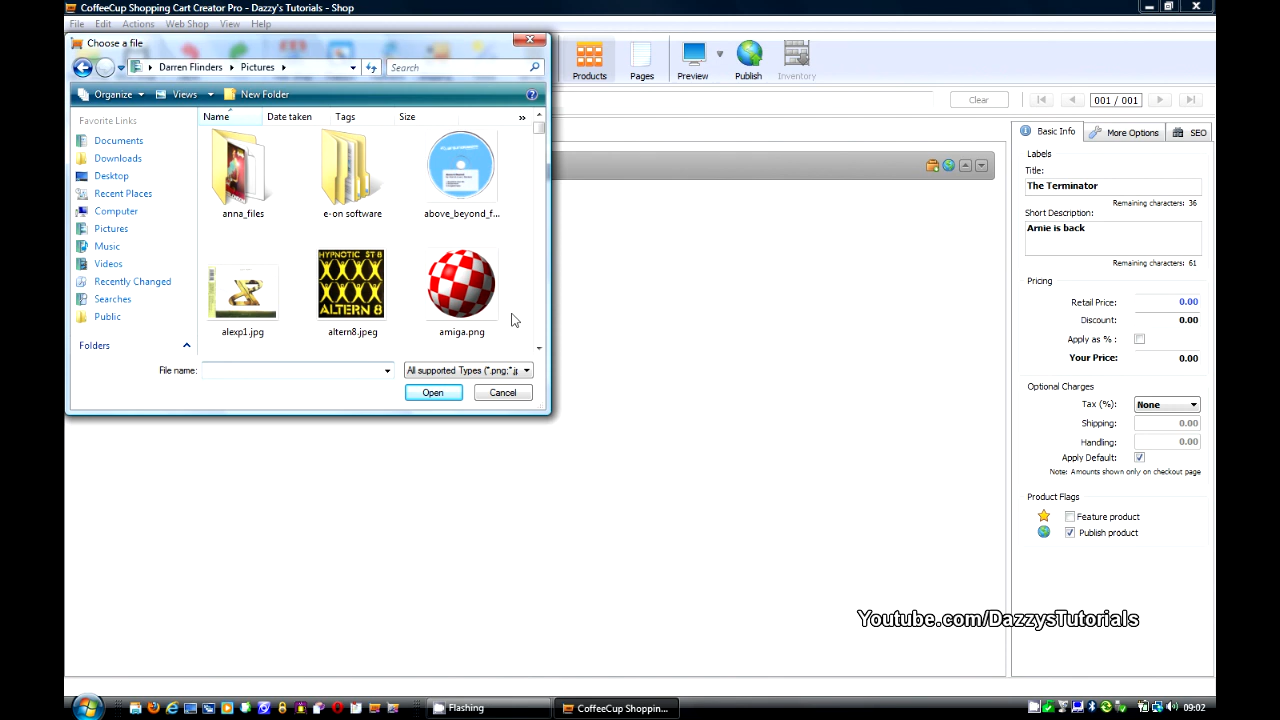 CoffeeCup Shopping Cart Creator Pro - Dazzy's Tutorials - Shop
File Edit Actions Web Shop View Help
Choose a file
Darren Flinders Pictures
Search
Organize Views New Folder
Products Pages Preview Publish Inventory
Clear 001 / 001
Favorite Links
Documents
Downloads
Desktop
Recent Places
Computer
Pictures
Music
Videos
Recently Changed
Searches
Public
Folders
Name Date taken Tags Size »
anna_files e-on software above_beyond_f...
HYPNOTIC ST-8
ALTERN 8
alexp1.jpg altern8.jpeg amiga.png
File name: All supported Types (*.png;*.j
Open Cancel
Basic Info More Options SEO
Labels
Title:
The Terminator
Remaining characters: 36
Short Description:
Arnie is back
Remaining characters: 61
Pricing
Retail Price: 0.00
Discount: 0.00
Apply as % :
Your Price: 0.00
Optional Charges
Tax (%): None
Shipping: 0.00
Handling: 0.00
Apply Default:
Note: Amounts shown only on checkout page
Product Flags
Feature product
Publish product
Youtube.com/DazzysTutorials
Flashing CoffeeCup Shoppin... 09:02